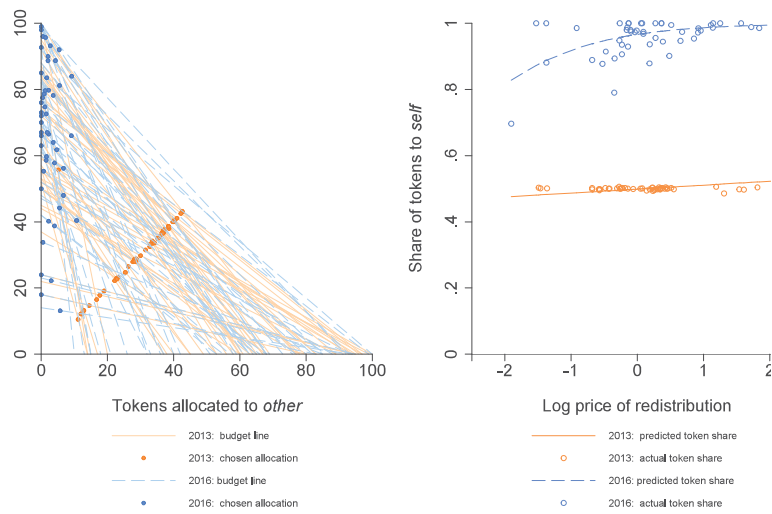 100
80
60
40
20
0
0 20 40 60 80 100
Tokens allocated to other
2013: budget line
2013: chosen allocation
2016: budget line
2016: chosen allocation
Share of tokens to self
1
.8
.6
.4
.2
0
-2 -1 0 1 2
Log price of redistribution
2013: predicted token share
2013: actual token share
2016: predicted token share
2016: actual token share